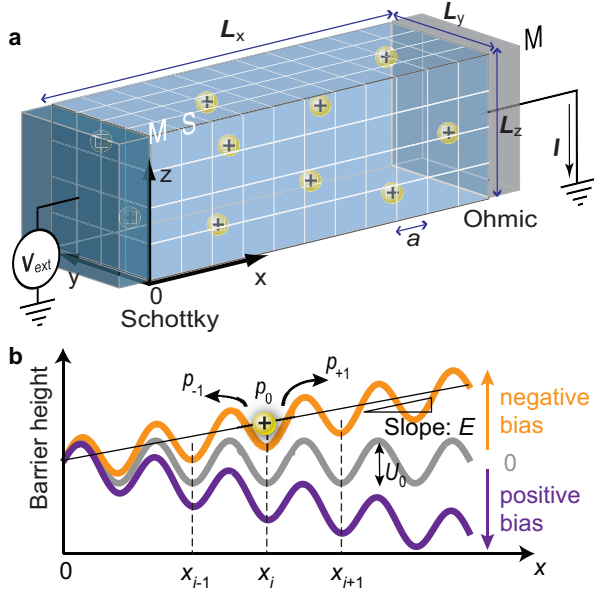 a
Lx
Ly
M
M S
Lz
I
z
Ohmic
a
Vext
y
x
0
Schottky
b
Barrier height
p-1
p0
p+1
negative
bias
Slope: E
0
U0
positive
bias
0
xi-1
xi
xi+1
x
+
+
+
+
+
+
+
+
+